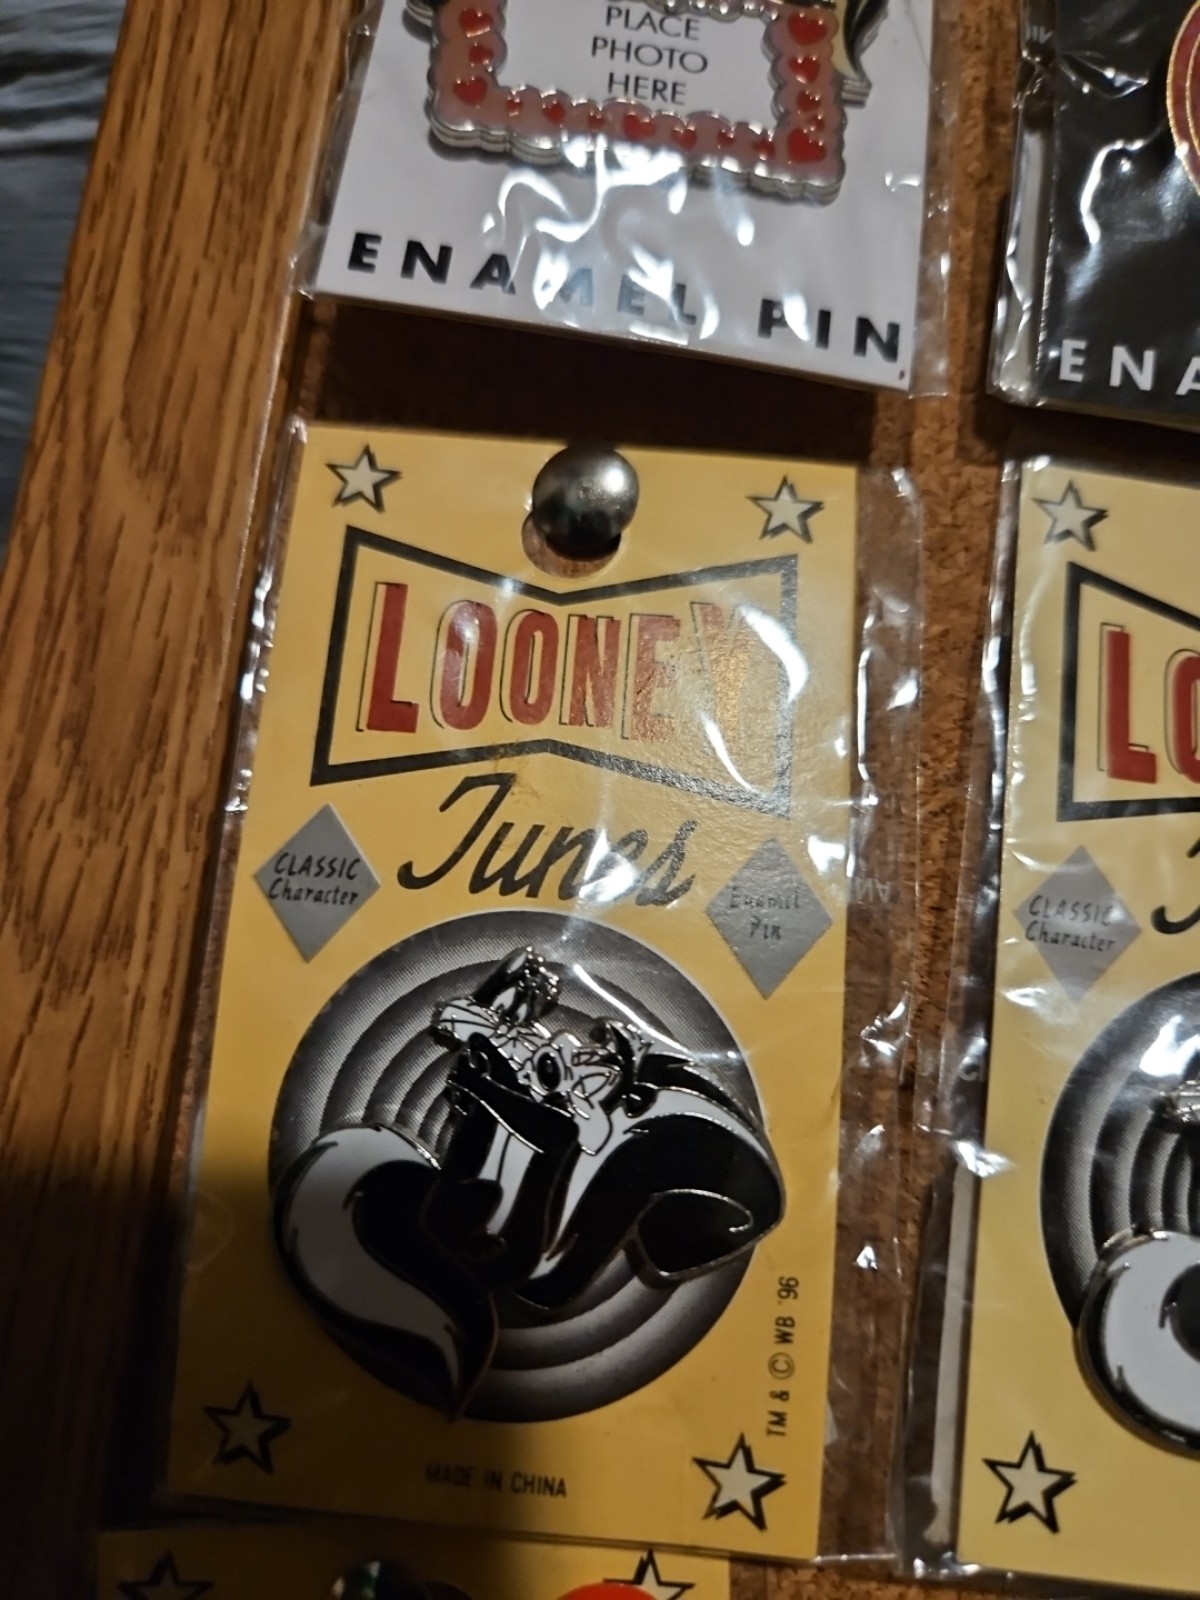 PLACE
PHOTO
HERE
ENAMEL PIN
ENA
LOONEY
Tunes
CLASSIC
Character
Enamel
Pin
TM & © WB '96
MADE IN CHINA
LO
CLASSIC
Character